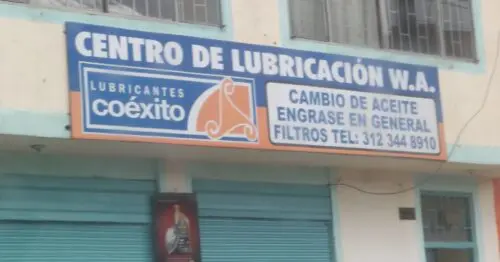 CENTRO DE LUBRICACIÓN W.A.
LUBRICANTES
coéxito
CAMBIO DE ACEITE
ENGRASE EN GENERAL
FILTROS TEL: 312 344 8910